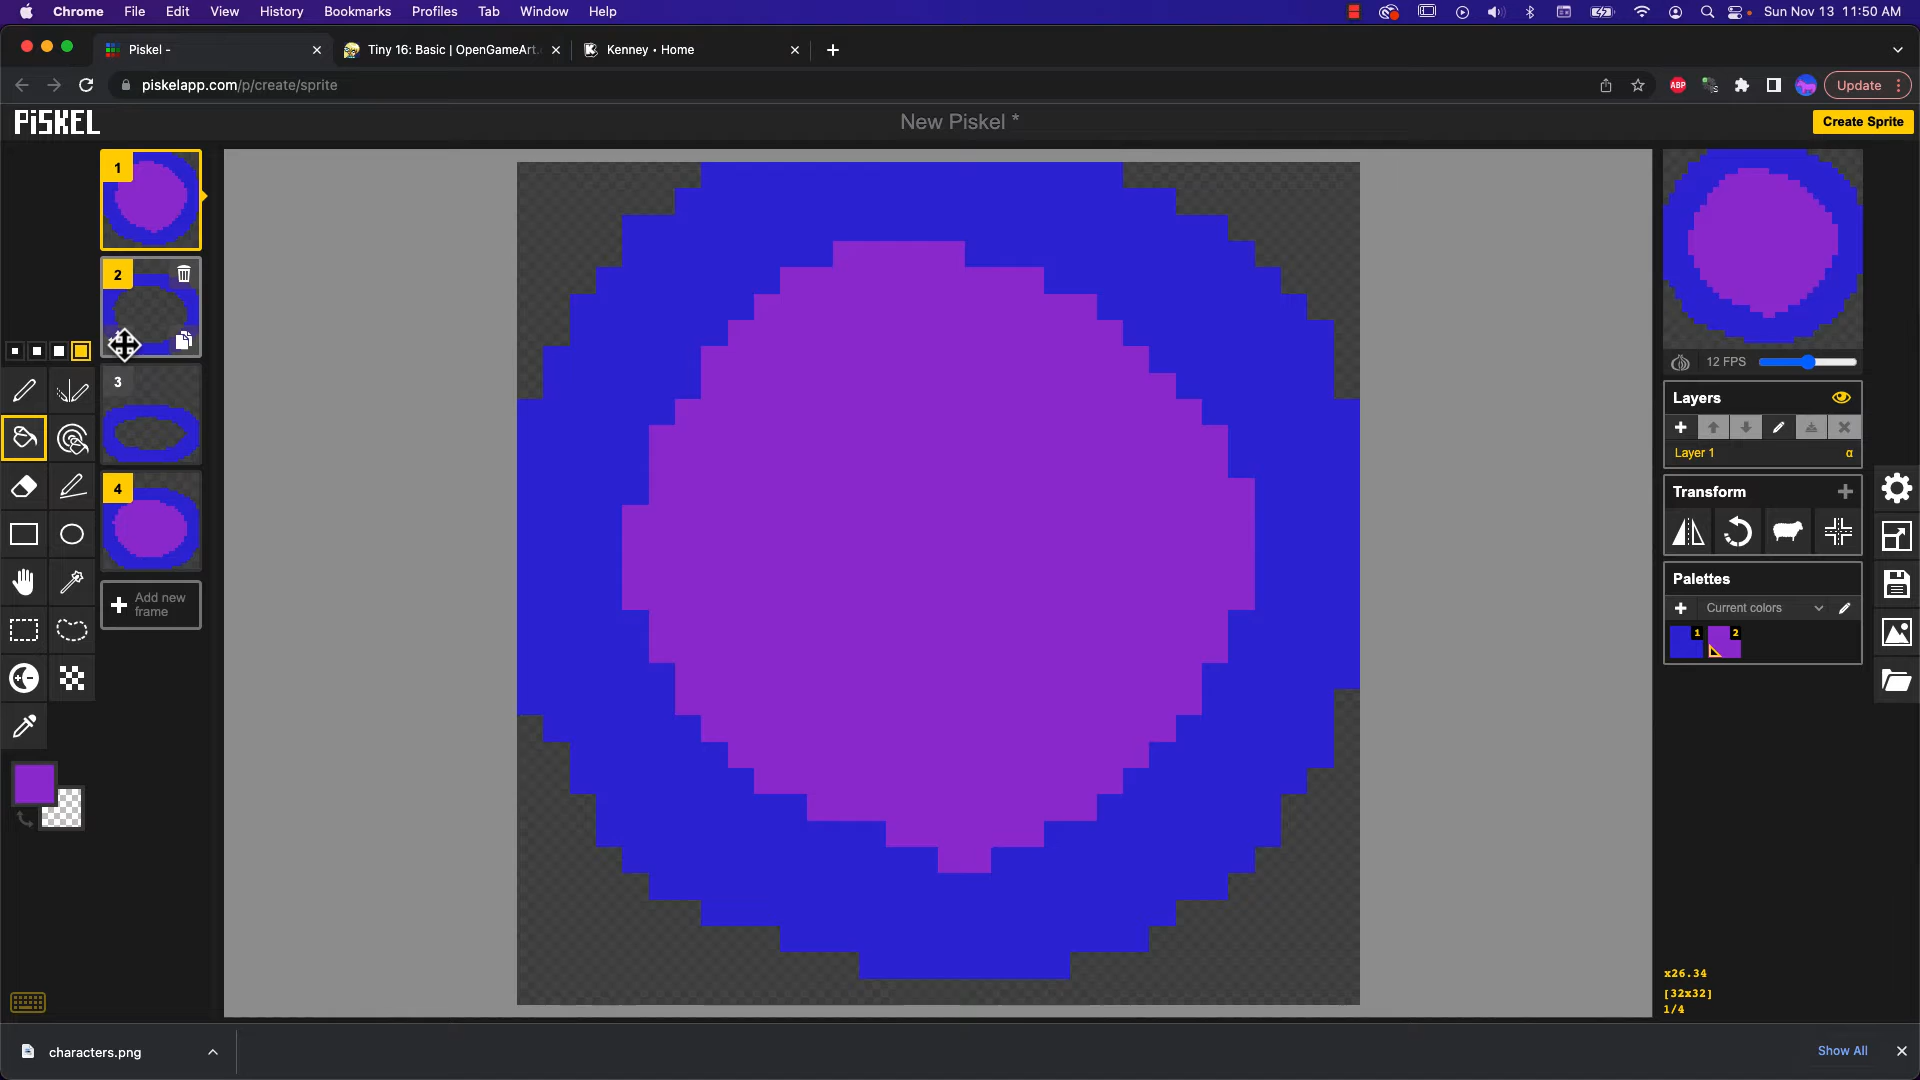 Chrome File Edit View History Bookmarks Profiles Tab Window Help Sun Nov 13 11:50 AM
Piskel - Tiny 16: Basic | OpenGameArt. Kenney • Home
piskelapp.com/p/create/sprite ABP Update
PiSKEL New Piskel * Create Sprite
1
2
3
4
Add new
frame
12 FPS
Layers
Layer 1 α
Transform
Palettes
Current colors
1 2
x26.34
[32x32]
1/4
characters.png Show All